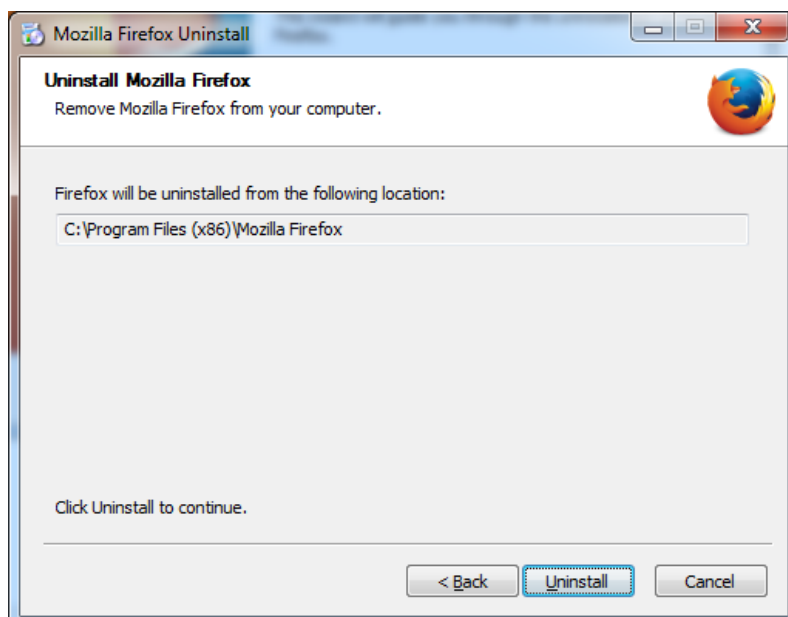 Mozilla Firefox Uninstall
Uninstall Mozilla Firefox
Remove Mozilla Firefox from your computer.
Firefox will be uninstalled from the following location:
C:\Program Files (x86)\Mozilla Firefox
Click Uninstall to continue.
< Back Uninstall Cancel